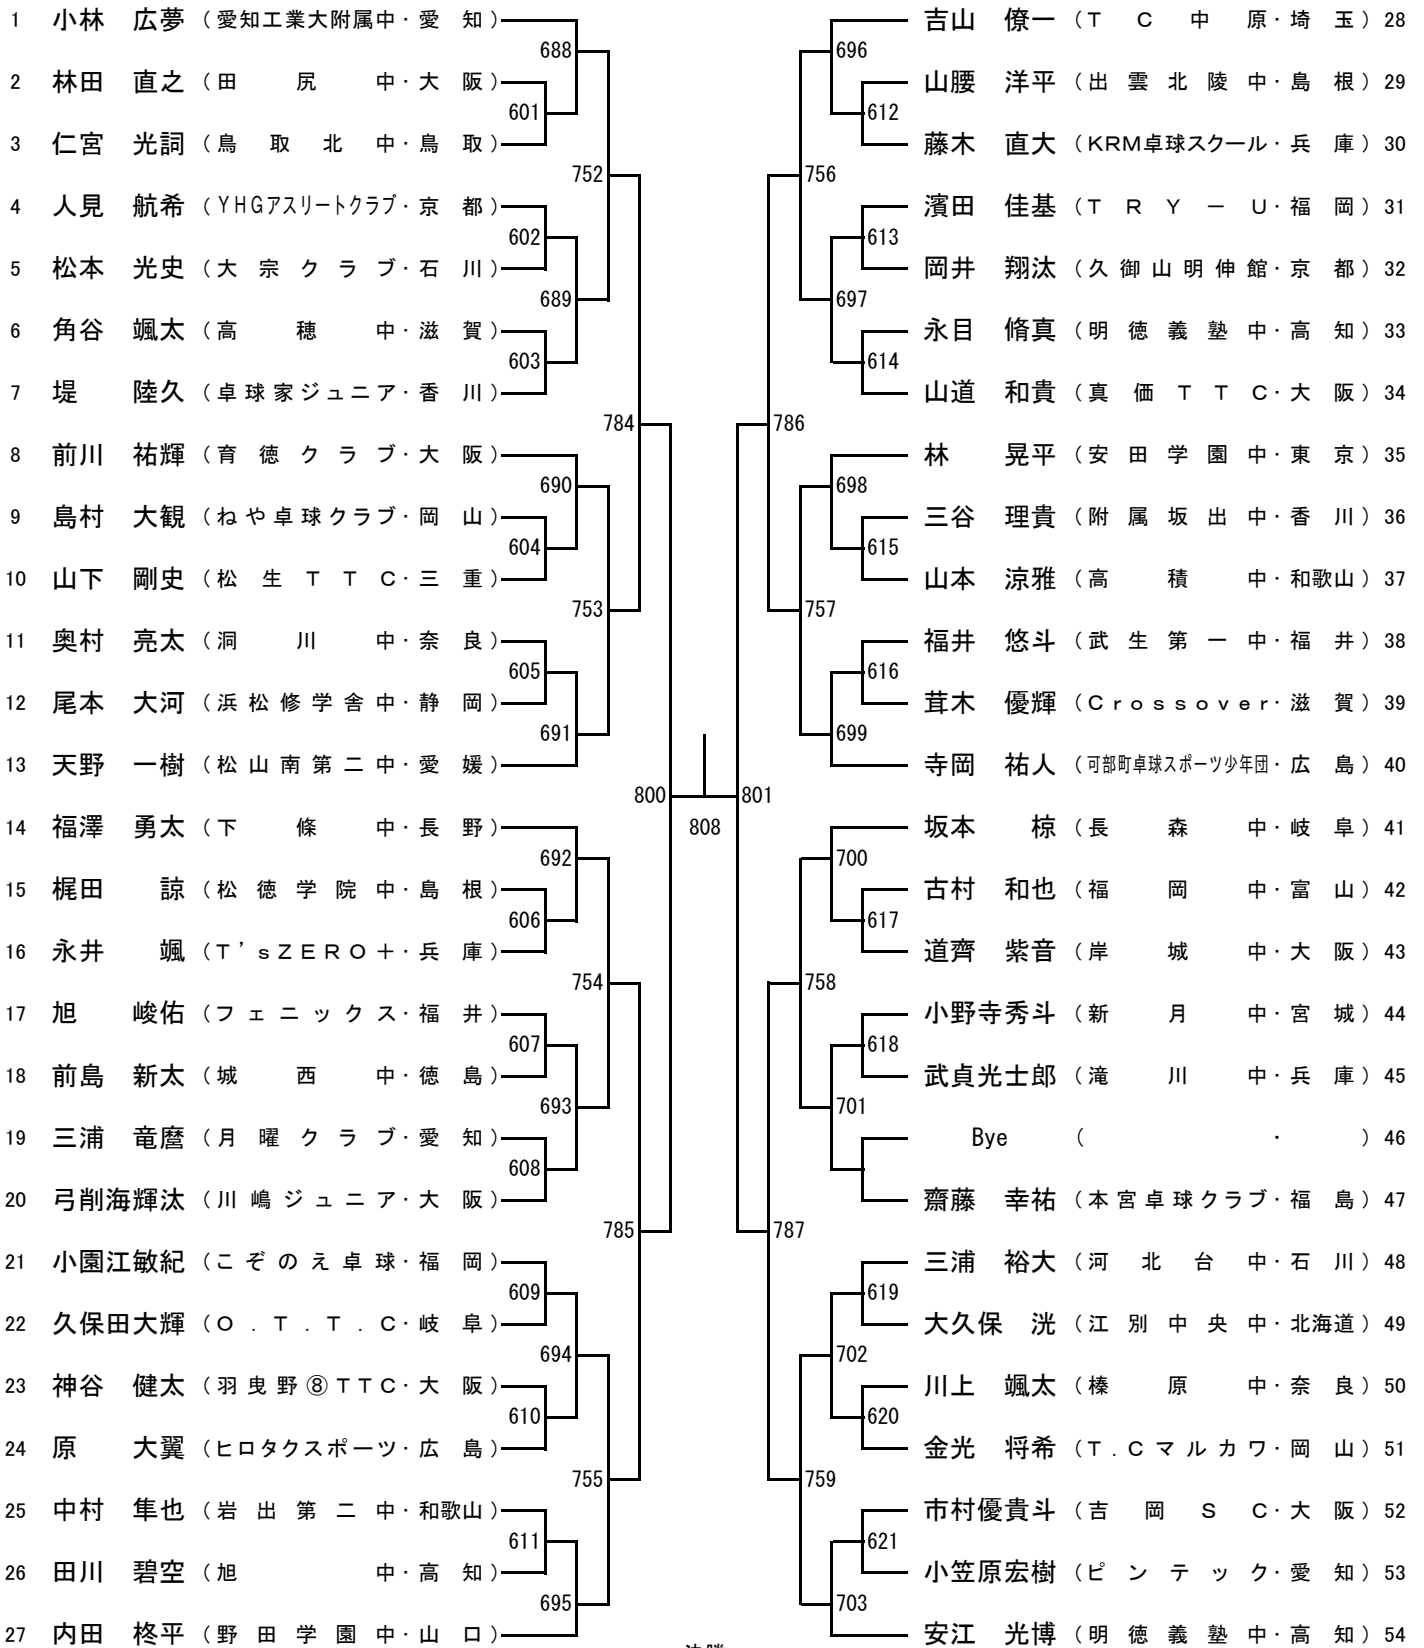 1 小林 広夢 (愛知工業大附属中・愛 知)
688
2 林田 直之 (田 尻 中・大 阪)
601
3 仁宮 光詞 (鳥 取 北 中・鳥 取)
752
4 人見 航希 (YHGアスリートクラブ・京 都)
602
5 松本 光史 (大 宗 ク ラ ブ・石 川)
689
6 角谷 颯太 (高 穂 中・滋 賀)
603
7 堤 陸久 (卓球家ジュニア・香 川)
784
8 前川 祐輝 (育 徳 ク ラ ブ・大 阪)
690
9 島村 大観 (ねや卓球クラブ・岡 山)
604
10 山下 剛史 (松 生 T T C・三 重)
753
11 奥村 亮太 (洞 川 中・奈 良)
605
12 尾本 大河 (浜松修学舎中・静 岡)
691
13 天野 一樹 (松山南第二中・愛 媛)
800
14 福澤 勇太 (下 條 中・長 野)
692
15 梶田 諒 (松 徳 学 院 中・島 根)
606
16 永井 颯 (T'sZERO+・兵 庫)
754
17 旭 峻佑 (フェニックス・福 井)
607
18 前島 新太 (城 西 中・徳 島)
693
19 三浦 竜麿 (月 曜 ク ラ ブ・愛 知)
608
20 弓削海輝汰 (川嶋ジュニア・大 阪)
785
21 小園江敏紀 (こぞのえ卓球・福 岡)
609
22 久保田大輝 (O.T.T.C・岐 阜)
694
23 神谷 健太 (羽曳野⑧TTC・大 阪)
610
24 原 大翼 (ヒロタクスポーツ・広 島)
755
25 中村 隼也 (岩 出 第 二 中・和歌山)
611
26 田川 碧空 (旭 中・高 知)
695
27 内田 柊平 (野 田 学 園 中・山 口)
808
決勝
吉山 僚一 (T C 中 原・埼 玉) 28
696
山腰 洋平 (出 雲 北 陵 中・島 根) 29
612
藤木 直大 (KRM卓球スクール・兵 庫) 30
756
濱田 佳基 (T R Y - U・福 岡) 31
613
岡井 翔汰 (久御山明伸館・京 都) 32
697
永目 脩真 (明 徳 義 塾 中・高 知) 33
614
山道 和貴 (真 価 T T C・大 阪) 34
786
林 晃平 (安 田 学 園 中・東 京) 35
698
三谷 理貴 (附 属 坂 出 中・香 川) 36
615
山本 涼雅 (高 積 中・和歌山) 37
757
福井 悠斗 (武 生 第 一 中・福 井) 38
616
茸木 優輝 (Crossover・滋 賀) 39
699
寺岡 祐人 (可部町卓球スポーツ少年団・広 島) 40
801
坂本 椋 (長 森 中・岐 阜) 41
700
古村 和也 (福 岡 中・富 山) 42
617
道齊 紫音 (岸 城 中・大 阪) 43
758
小野寺秀斗 (新 月 中・宮 城) 44
618
武貞光士郎 (滝 川 中・兵 庫) 45
701
Bye ( ・ ) 46
齋藤 幸祐 (本宮卓球クラブ・福 島) 47
787
三浦 裕大 (河 北 台 中・石 川) 48
619
大久保 洸 (江 別 中 央 中・北海道) 49
702
川上 颯太 (榛 原 中・奈 良) 50
620
金光 将希 (T.Cマルカワ・岡 山) 51
759
市村優貴斗 (吉 岡 S C・大 阪) 52
621
小笠原宏樹 (ピ ン テ ッ ク・愛 知) 53
703
安江 光博 (明 徳 義 塾 中・高 知) 54